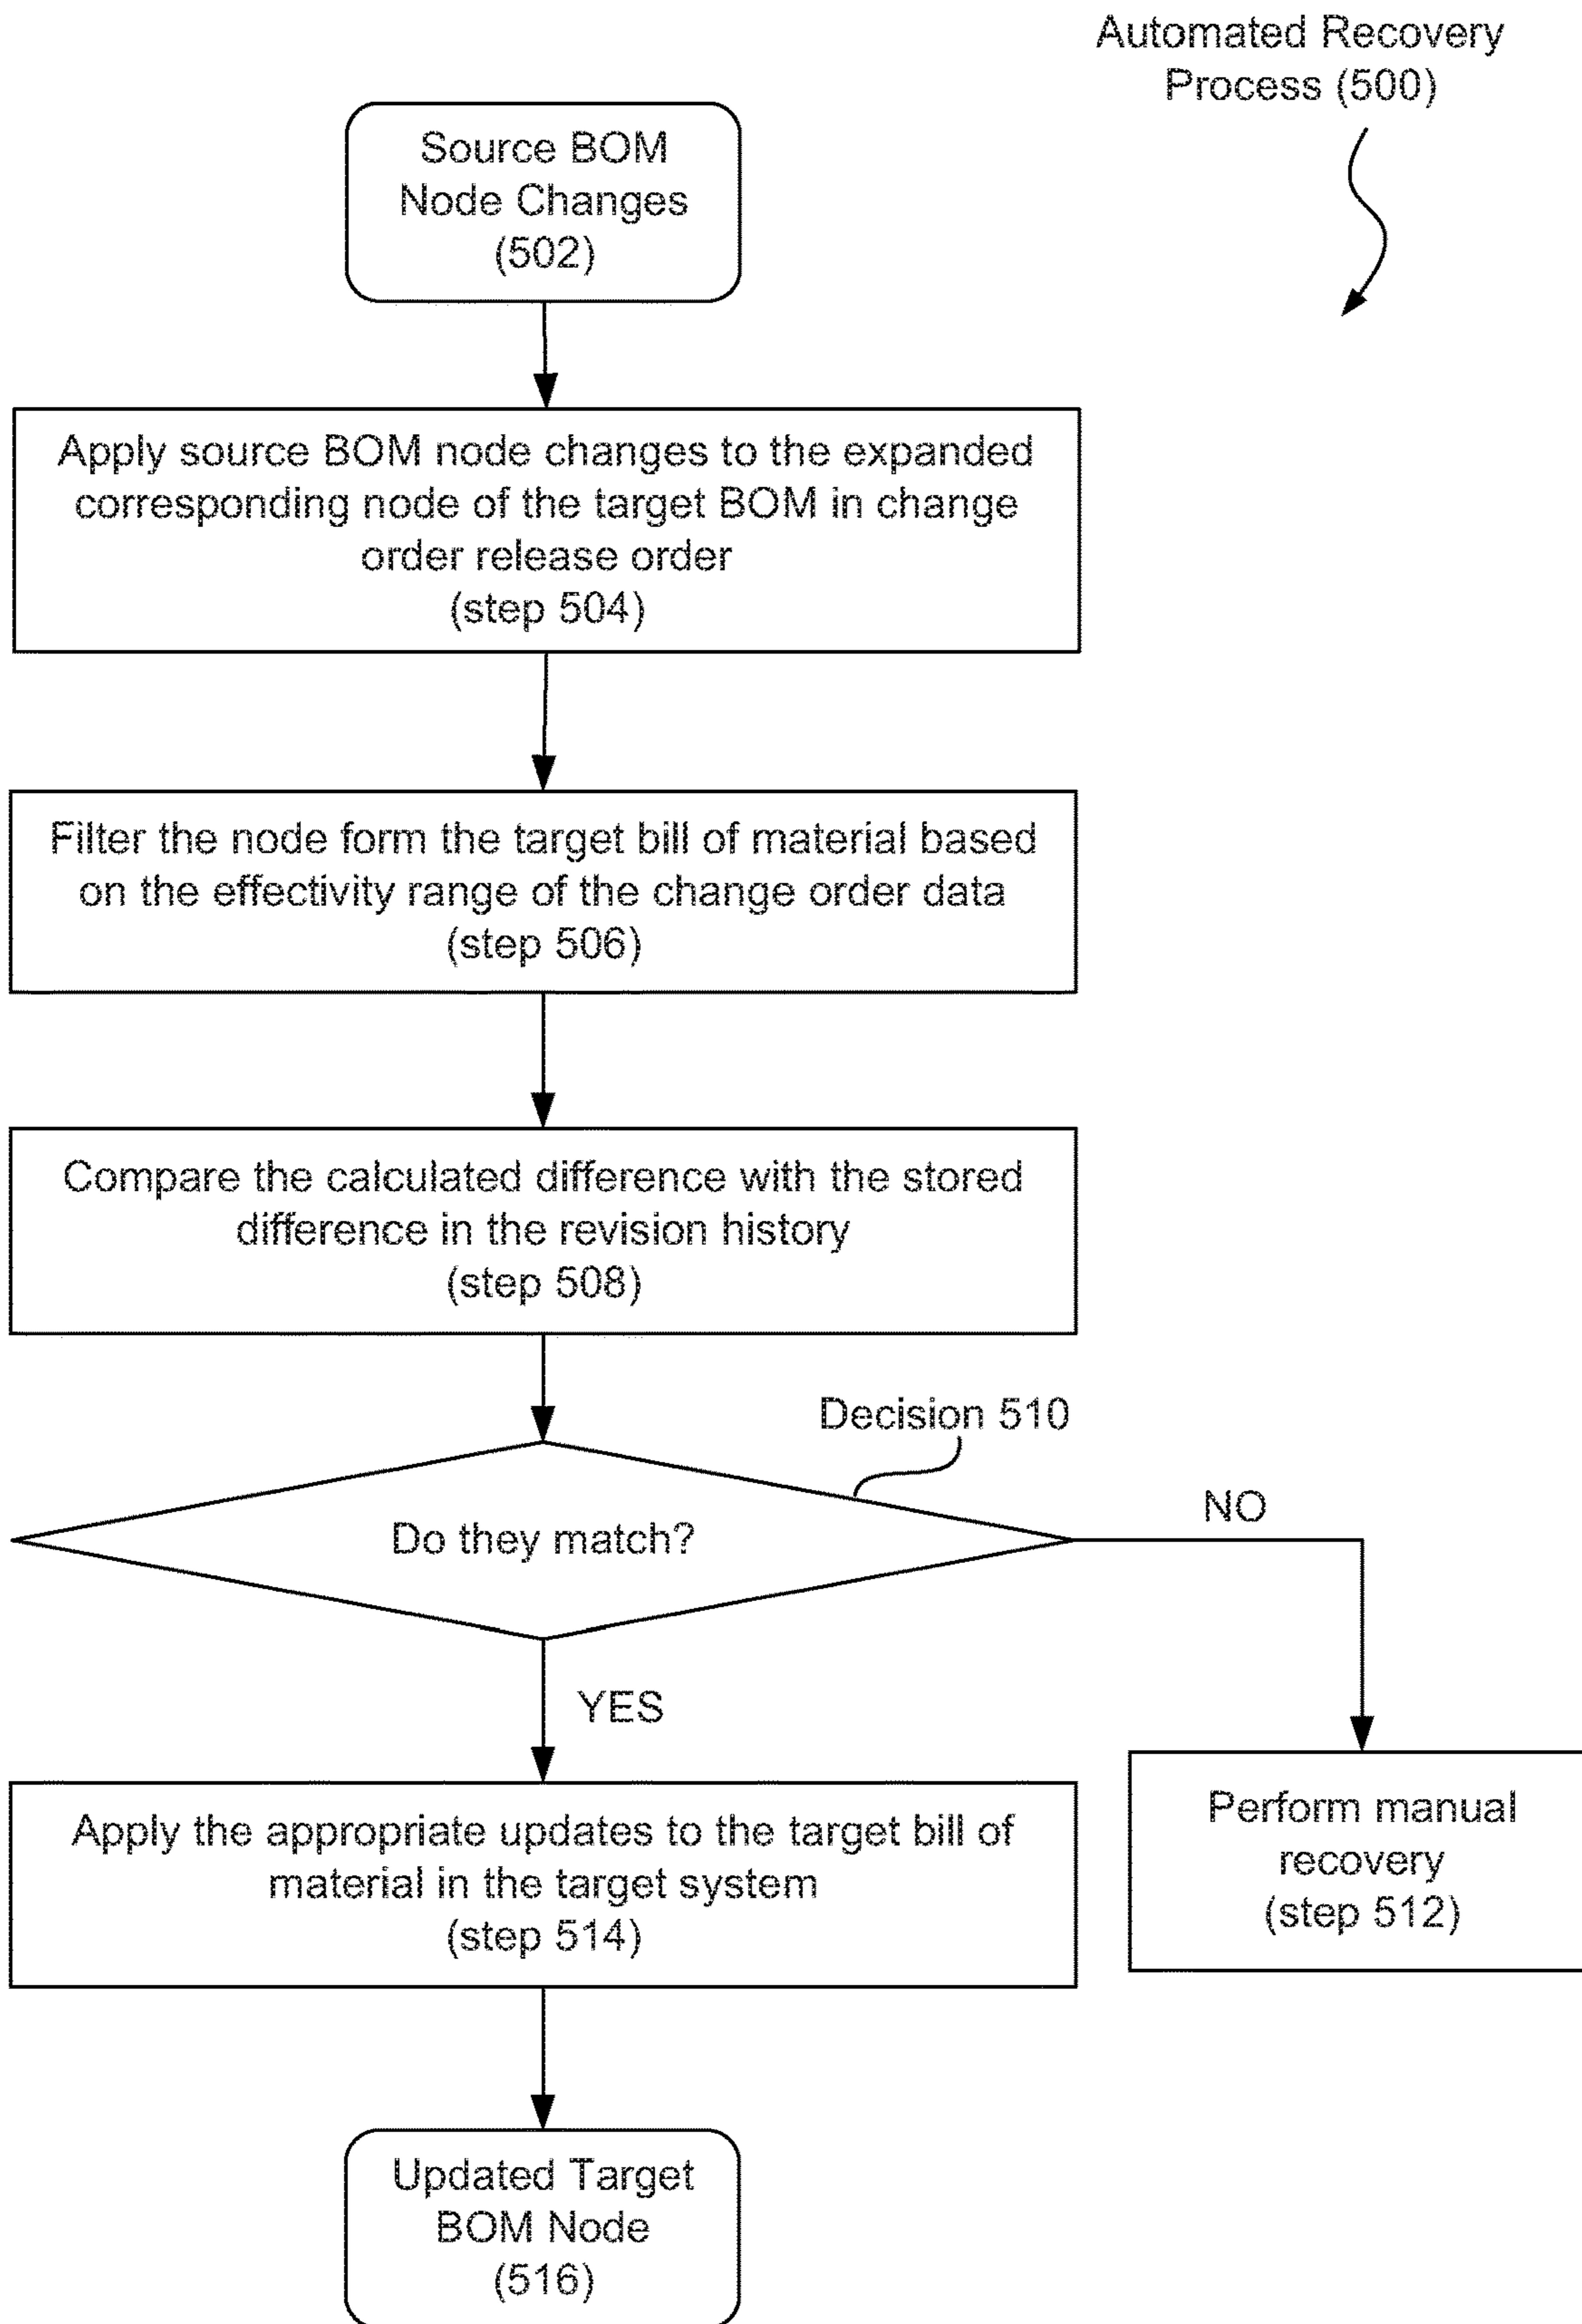 Automated Recovery
Process (500)
Source BOM
Node Changes
(502)
Apply source BOM node changes to the expanded
corresponding node of the target BOM in change
order release order
(step 504)
Filter the node form the target bill of material based
on the effectivity range of the change order data
(step 506)
Compare the calculated difference with the stored
difference in the revision history
(step 508)
Decision 510
Do they match?
NO
YES
Apply the appropriate updates to the target bill of
material in the target system
(step 514)
Perform manual
recovery
(step 512)
Updated Target
BOM Node
(516)